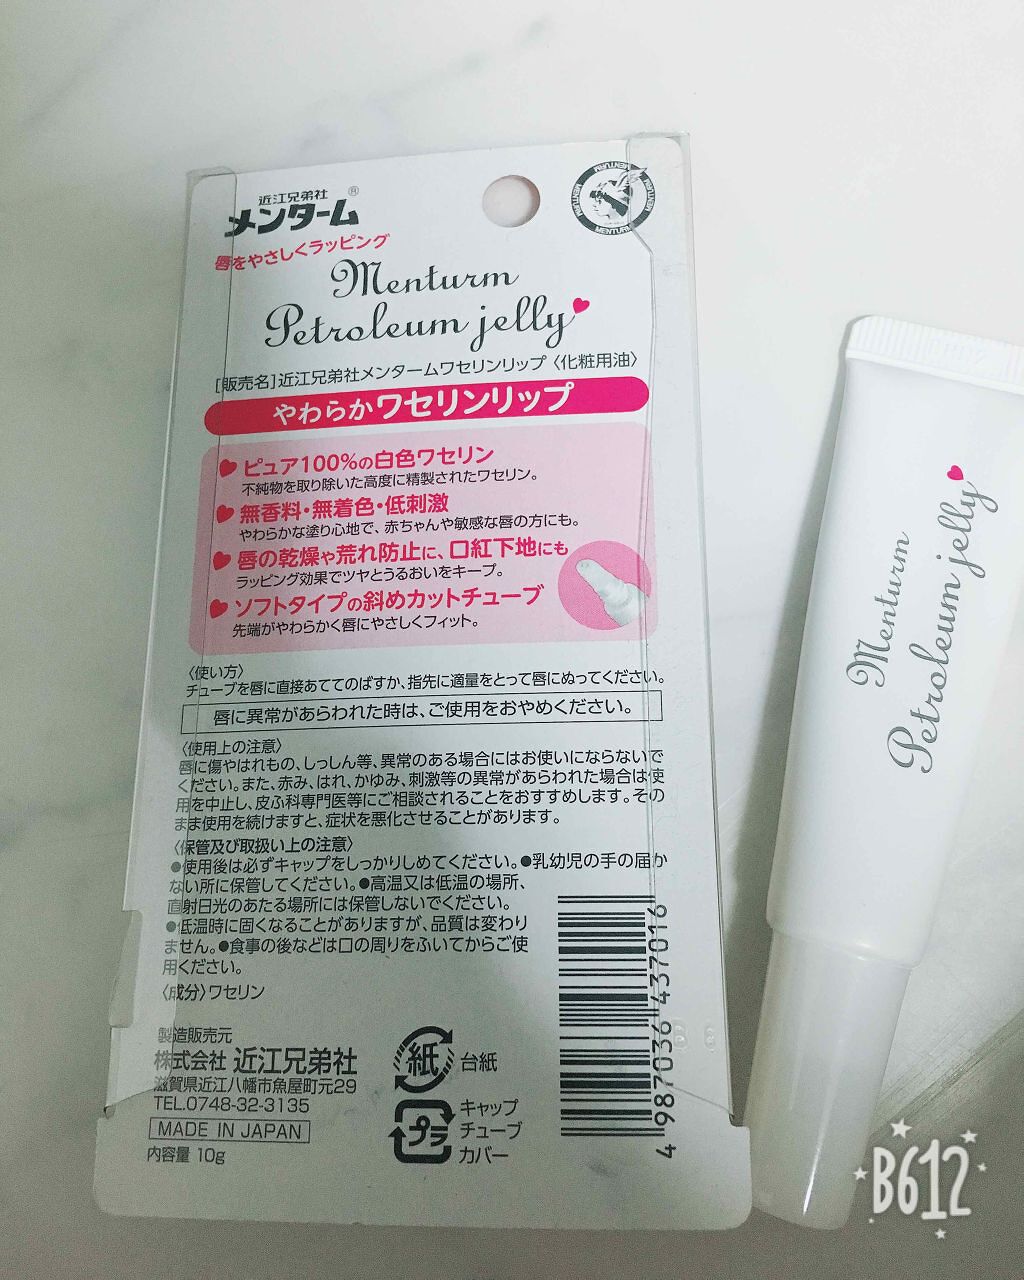 近江兄弟社
メンターム®
MENTURM MENTURM MENTURM MENTURM
唇をやさしくラッピング
Menturm
Petroleum jelly
[販売名]近江兄弟社メンタームワセリンリップ〈化粧用油〉
やわらかワセリンリップ
ピュア100%の白色ワセリン
不純物を取り除いた高度に精製されたワセリン。
無香料・無着色・低刺激
やわらかな塗り心地で、赤ちゃんや敏感な唇の方にも。
唇の乾燥や荒れ防止に、口紅下地にも
ラッピング効果でツヤとうるおいをキープ。
ソフトタイプの斜めカットチューブ
先端がやわらかく唇にやさしくフィット。
〈使い方〉
チューブを唇に直接あててのばすか、指先に適量をとって唇にぬってください。
唇に異常があらわれた時は、ご使用をおやめください。
〈使用上の注意〉
唇に傷やはれもの、しっしん等、異常のある場合にはお使いにならないで
ください。また、赤み、はれ、かゆみ、刺激等の異常があらわれた場合は使
用を中止し、皮ふ科専門医等にご相談されることをおすすめします。その
まま使用を続けますと、症状を悪化させることがあります。
〈保管及び取扱い上の注意〉
●使用後は必ずキャップをしっかりしめてください。●乳幼児の手の届か
ない所に保管してください。●高温又は低温の場所、
直射日光のあたる場所には保管しないでください。
●低温時に固くなることがありますが、品質は変わり
ません。●食事の後などは口の周りをふいてからご使
用ください。
〈成分〉ワセリン
製造販売元
株式会社 近江兄弟社
滋賀県近江八幡市魚屋町元29
TEL.0748-32-3135
MADE IN JAPAN
内容量 10g
紙 台紙
プラ キャップ
チューブ
カバー
4 987036 437016
Menturm
Petroleum jelly
B612